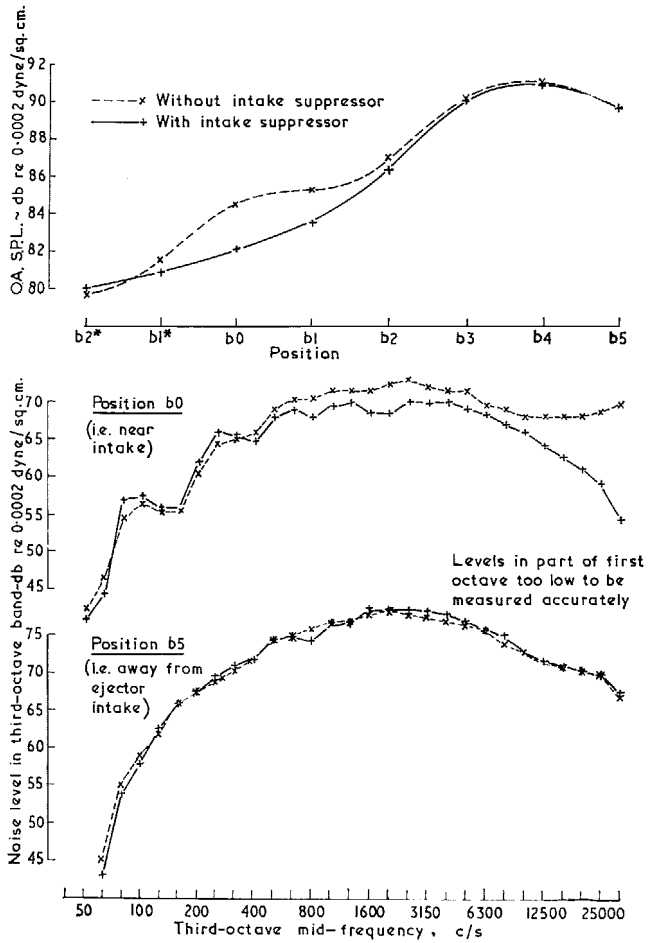 92
90
88
86
84
82
80
OA, S.P.L. ~ db re 0·0002 dyne/sq.cm.
Without intake suppressor
With intake suppressor
b2* b1* b0 b1 b2 b3 b4 b5
Position
70
65
60
55
50
45
Position b0
(i.e. near
intake)
Levels in part of first
octave too low to be
measured accurately
75
70
65
60
55
50
45
Position b5
(i.e. away from
ejector
intake)
Noise level in third-octave band-db re 0·0002 dyne/sq.cm.
50 100 200 400 800 1600 3150 6300 12500 25000
Third-octave mid-frequency, c/s